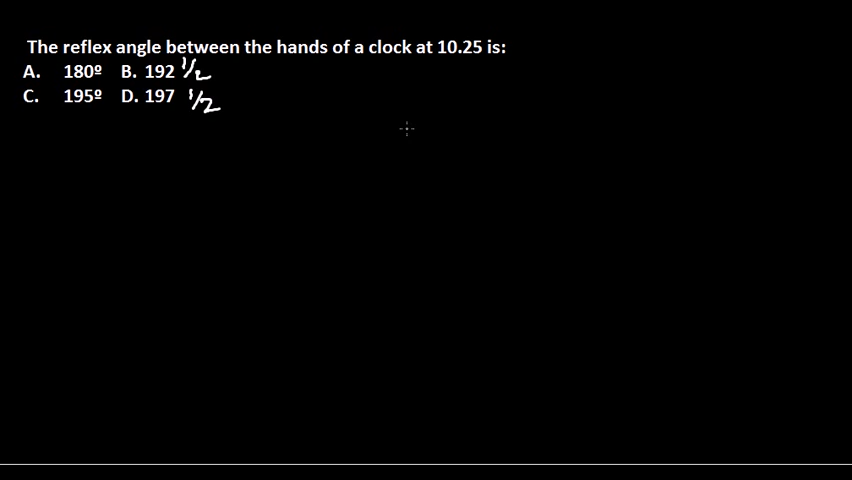 The reflex angle between the hands of a clock at 10.25 is:
A. 180º B. 192 1/2
C. 195º D. 197 1/2